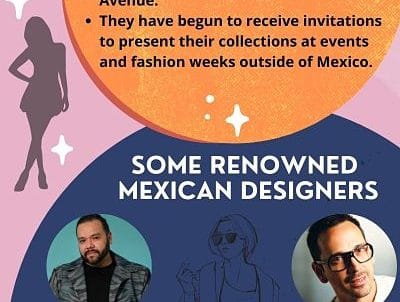 Avenue.
• They have begun to receive invitations
to present their collections at events
and fashion weeks outside of Mexico.
SOME RENOWNED
MEXICAN DESIGNERS